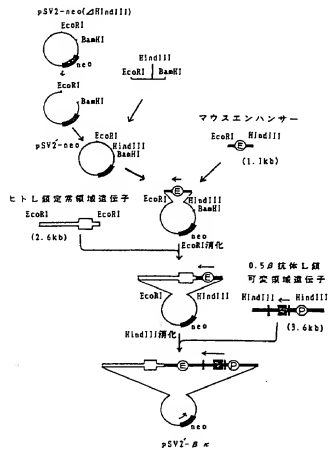 pSV2-neo(⊿HindIII)
EcoRI
BamHI
neo
HindIII
EcoRI BamHI
EcoRI
BamHI
pSV2-neo
EcoRI
HindIII
BamHI
マウスエンハンサー
EcoRI HindIII
E
(1.1kb)
ヒトL鎖定常領域遺伝子
EcoRI EcoRI
(2.6kb)
E
EcoRI HindIII
BamHI
neo
EcoRI消化
E
EcoRI HindIII
neo
0.5β抗体L鎖
可変領域遺伝子
HindIII HindIII
P
(3.6kb)
HindIII消化
E P
neo
pSV2-βκ